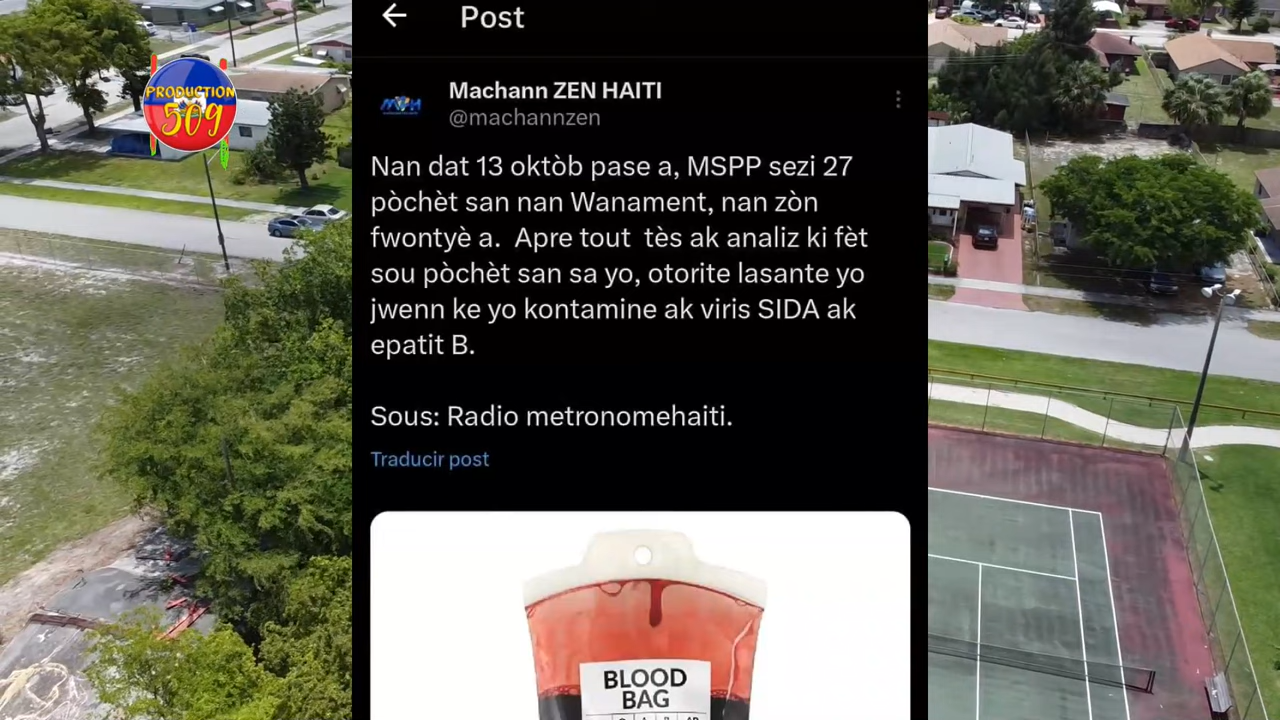 Post
PRODUCTION
509
Machann ZEN HAITI
@machannzen
Nan dat 13 oktòb pase a, MSPP sezi 27
pòchèt san nan Wanament, nan zòn
fwontyè a.  Apre tout  tès ak analiz ki fèt
sou pòchèt san sa yo, otorite lasante yo
jwenn ke yo kontamine ak viris SIDA ak
epatit B.
Sous: Radio metronomehaiti.
Traducir post
BLOOD
BAG